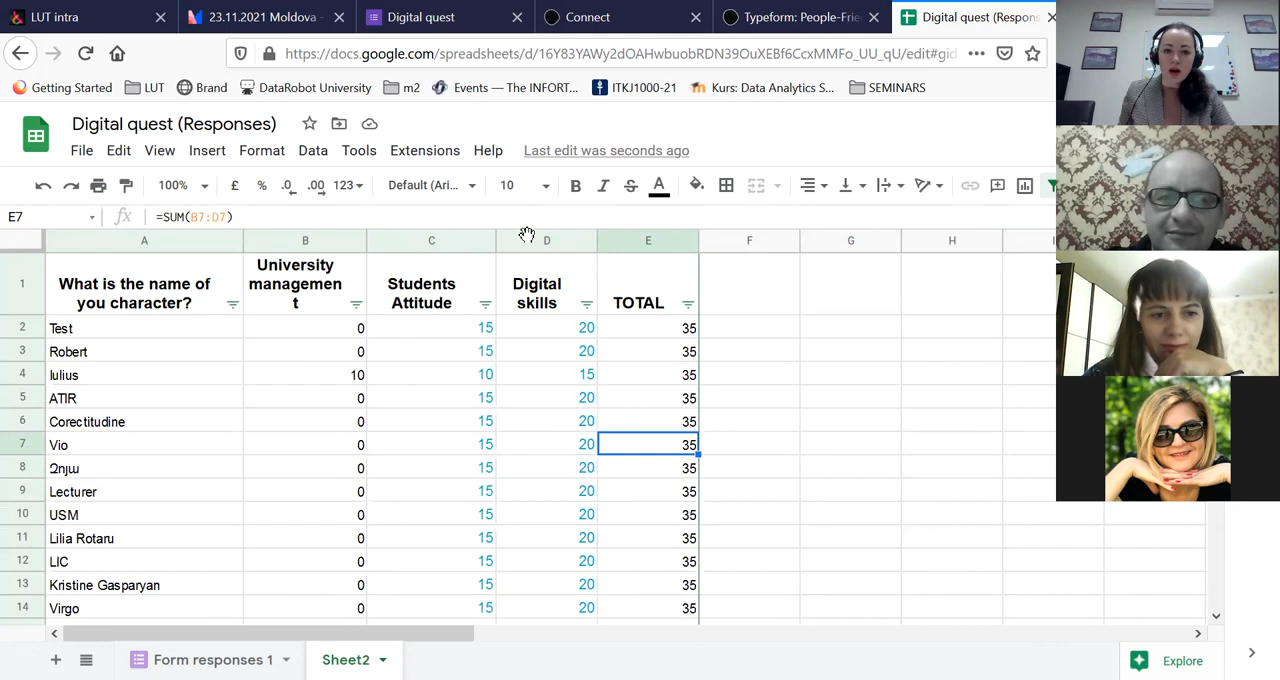 LUT intra
23.11.2021 Moldova -
Digital quest
Connect
Typeform: People-Frie
Digital quest (Respons
https://docs.google.com/spreadsheets/d/16Y83YAWy2dOAHwbuobRDN39OuXEBf6CcxMMFo_UU_qU/edit#gid
Getting Started
LUT
Brand
DataRobot University
m2
Events — The INFORT...
ITKJ1000-21
Kurs: Data Analytics S...
SEMINARS
Digital quest (Responses)
File Edit View Insert Format Data Tools Extensions Help Last edit was seconds ago
100% £ % .0 .00 123 Default (Ari... 10 B I S A
E7 fx =SUM(B7:D7)
A B C D E F G H I
1 What is the name of you character? University management Students Attitude Digital skills TOTAL
2 Test 0 15 20 35
3 Robert 0 15 20 35
4 Iulius 10 10 15 35
5 ATIR 0 15 20 35
6 Corectitudine 0 15 20 35
7 Vio 0 15 20 35
8 Զղա 0 15 20 35
9 Lecturer 0 15 20 35
10 USM 0 15 20 35
11 Lilia Rotaru 0 15 20 35
12 LIC 0 15 20 35
13 Kristine Gasparyan 0 15 20 35
14 Virgo 0 15 20 35
Form responses 1
Sheet2
Explore